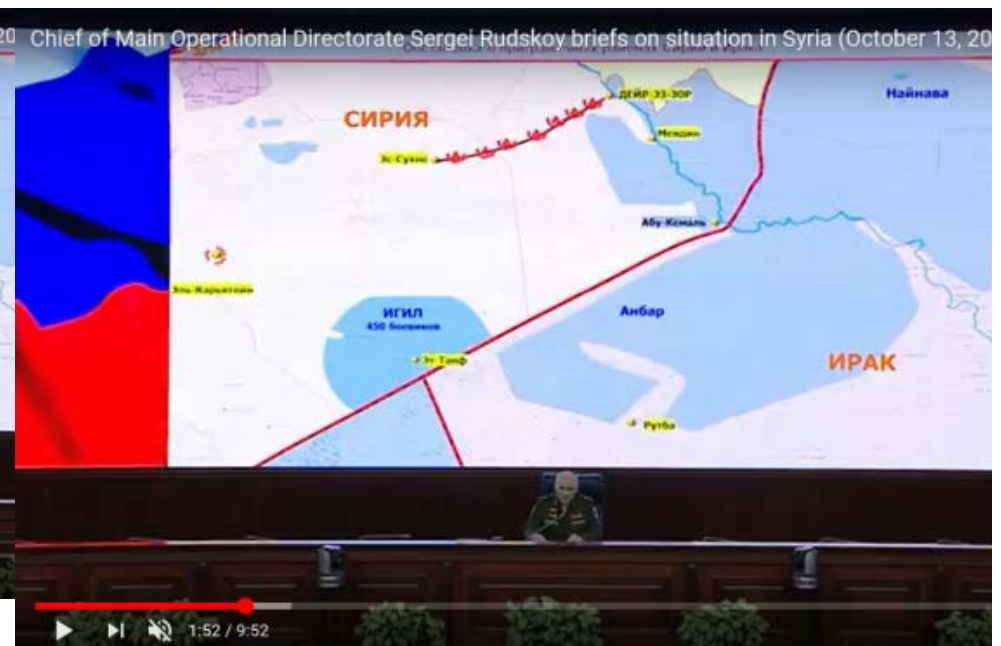 20
Chief of Main Operational Directorate Sergei Rudskoy briefs on situation in Syria (October 13, 20
СИРИЯ
ДЕЙР-ЭЗ-ЗОР
Найнава
Меядин
Эс-Сухне
Абу-Кемаль
Эль-Карьятейн
ИГИЛ
450 боевиков
Анбар
Эт-Танф
ИРАК
Рутба
1:52 / 9:52